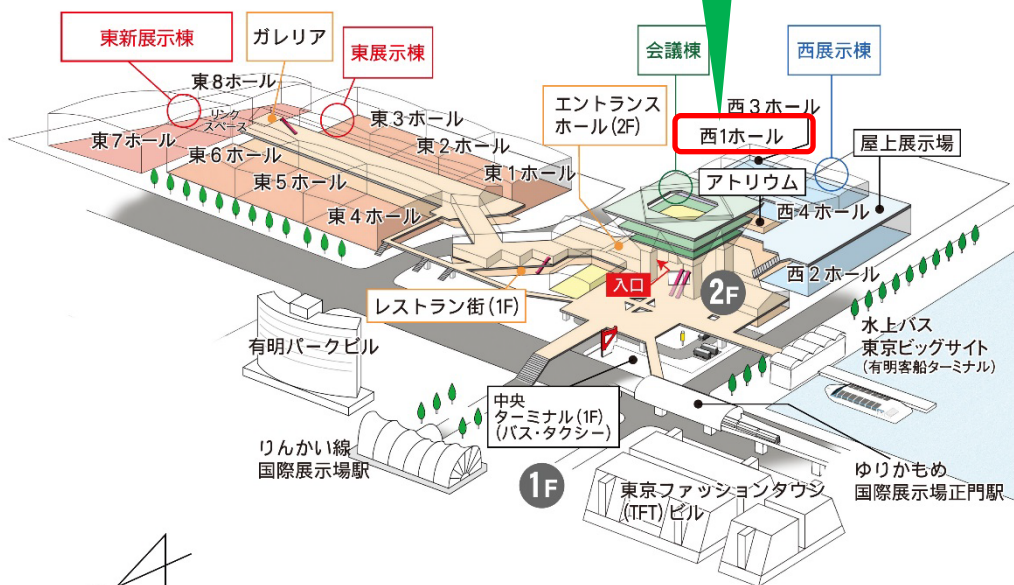 東新展示棟
ガレリア
東展示棟
会議棟
西展示棟
東8ホール
リンク
スペース
東7ホール
東3ホール
東2ホール
東1ホール
東6ホール
東5ホール
東4ホール
エントランス
ホール(2F)
西3ホール
西1ホール
屋上展示場
アトリウム
西4ホール
西2ホール
入口
2F
レストラン街(1F)
有明パークビル
水上バス
東京ビッグサイト
(有明客船ターミナル)
中央
ターミナル(1F)
(バス・タクシー)
りんかい線
国際展示場駅
1F
東京ファッションタウン
(TFT)ビル
ゆりかもめ
国際展示場正門駅